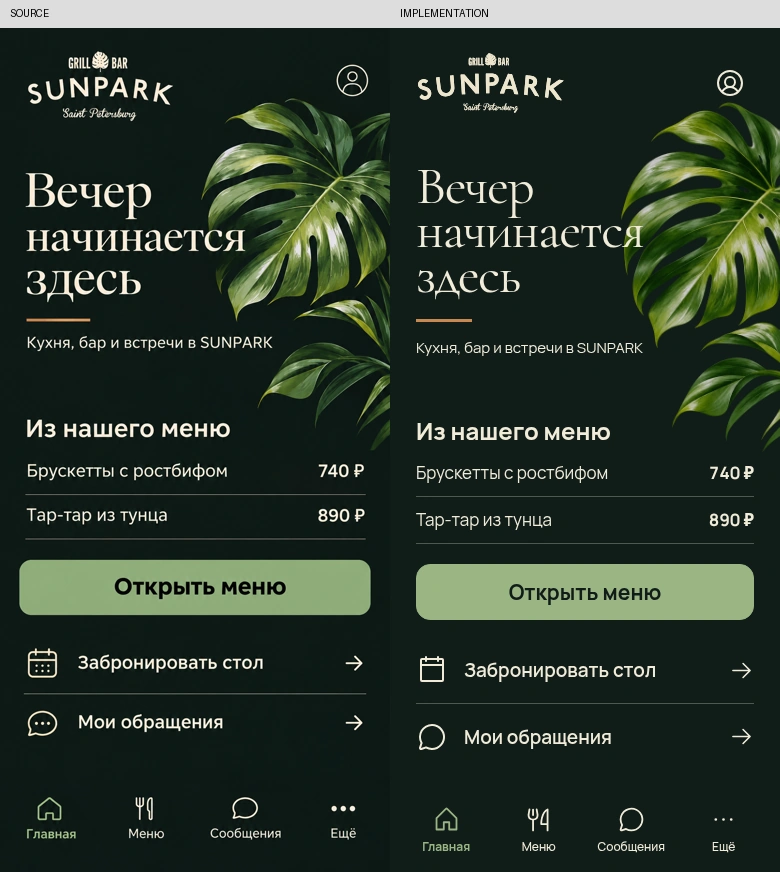 SOURCE
GRILL BAR
SUNPARK
Saint Petersburg
Вечер
начинается
здесь
Кухня, бар и встречи в SUNPARK
Из нашего меню
Брускетты с ростбифом 740 ₽
Тар-тар из тунца 890 ₽
Открыть меню
Забронировать стол
Мои обращения
Главная Меню Сообщения Ещё
IMPLEMENTATION
GRILL BAR
SUNPARK
Saint Petersburg
Вечер
начинается
здесь
Кухня, бар и встречи в SUNPARK
Из нашего меню
Брускетты с ростбифом 740 ₽
Тар-тар из тунца 890 ₽
Открыть меню
Забронировать стол
Мои обращения
Главная Меню Сообщения Ещё